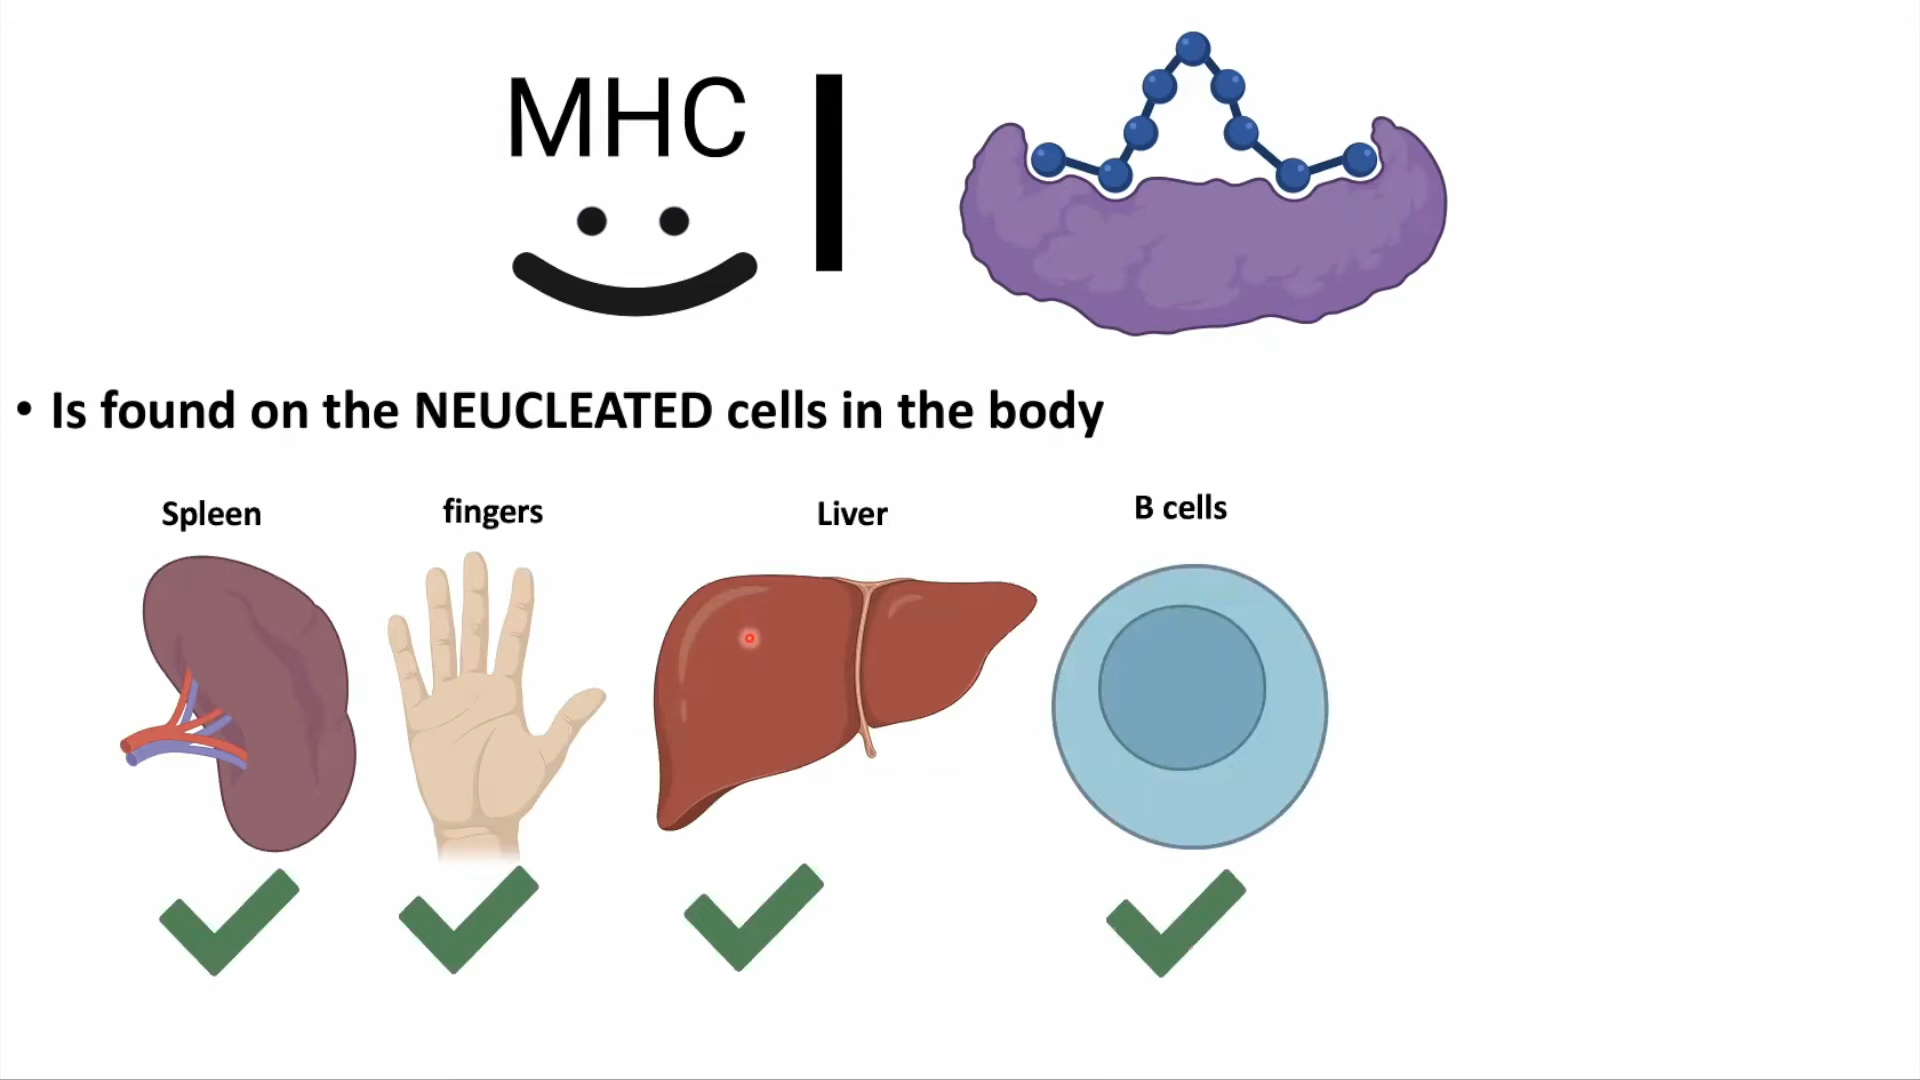 MHC I
• Is found on the NEUCLEATED cells in the body
Spleen
fingers
Liver
B cells